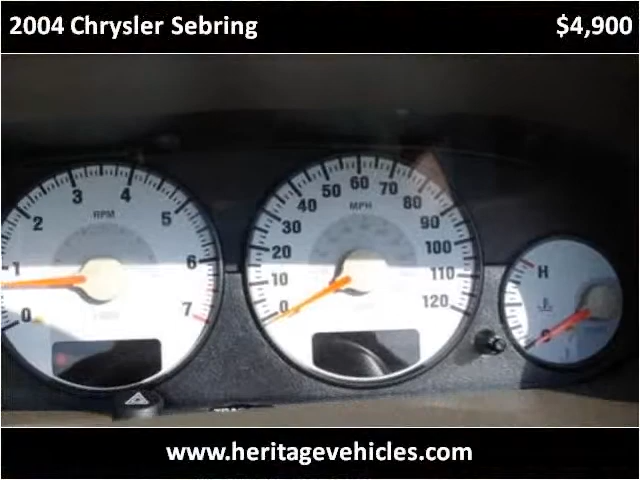 2004 Chrysler Sebring $4,900
0 1 2 3 4 5 6 7
RPM
0 10 20 30 40 50 60 70 80 90 100 110 120
MPH
H
www.heritagevehicles.com